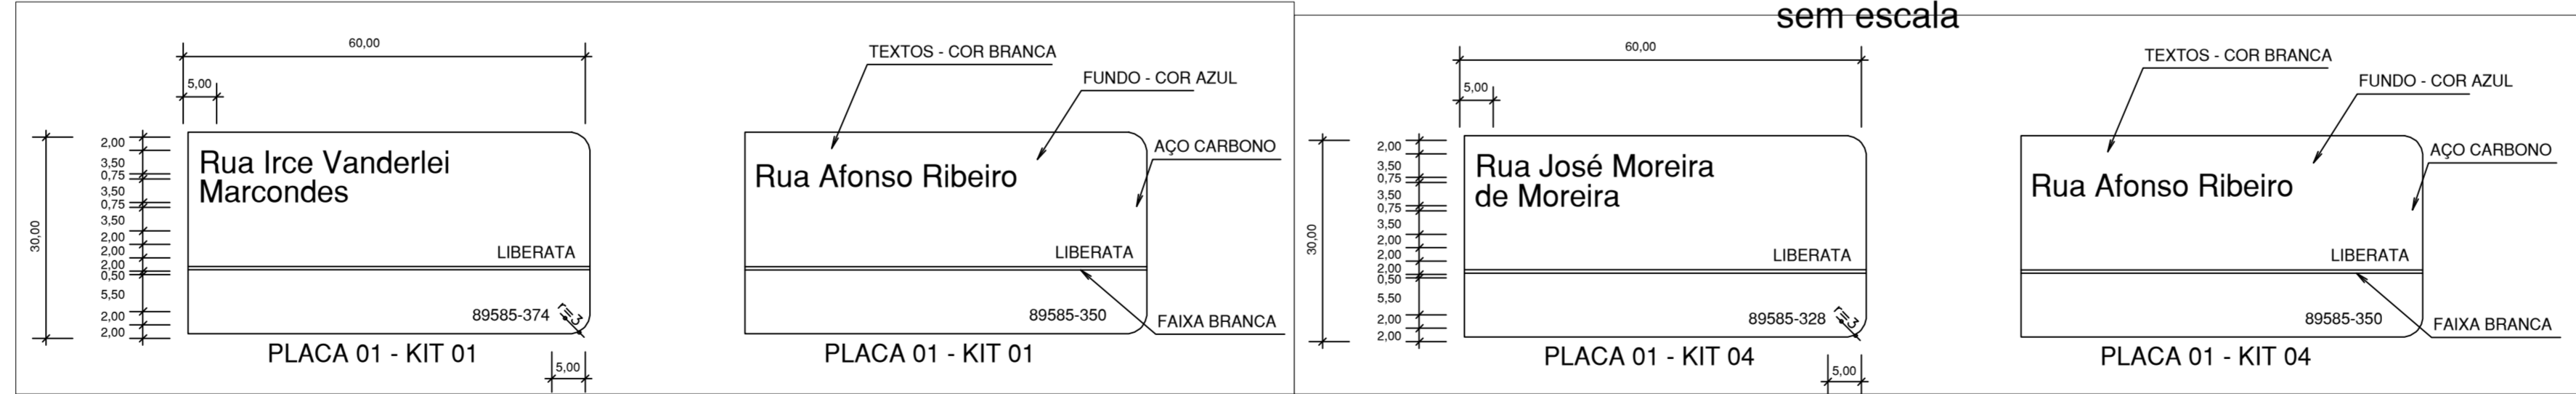 sem escala
60,00
5,00
30,00
2,00
3,50
0,75
3,50
0,75
3,50
2,00
2,00
2,00
0,50
5,50
2,00
2,00
Rua Irce Vanderlei
Marcondes
LIBERATA
89585-374
r=3
5,00
PLACA 01 - KIT 01
TEXTOS - COR BRANCA
FUNDO - COR AZUL
AÇO CARBONO
Rua Afonso Ribeiro
LIBERATA
89585-350
FAIXA BRANCA
PLACA 01 - KIT 01
60,00
5,00
30,00
2,00
3,50
0,75
3,50
0,75
3,50
2,00
2,00
2,00
0,50
5,50
2,00
2,00
Rua José Moreira
de Moreira
LIBERATA
89585-328
r=3
5,00
PLACA 01 - KIT 04
TEXTOS - COR BRANCA
FUNDO - COR AZUL
AÇO CARBONO
Rua Afonso Ribeiro
LIBERATA
89585-350
FAIXA BRANCA
PLACA 01 - KIT 04